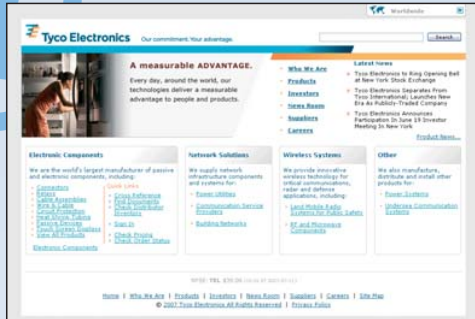 Worldwide
Tyco Electronics
Our commitment. Your advantage.
Search
A measurable ADVANTAGE.
Every day, around the world, our
technologies deliver a measurable
advantage to people and products.
Who We Are
Products
Investors
News Room
Suppliers
Careers
Latest News
Tyco Electronics to Ring Opening Bell
at New York Stock Exchange
Tyco Electronics Separates From
Tyco International; Launches New
Era As Publicly-Traded Company
Tyco Electronics Announces
Participation In June 19 Investor
Meeting In New York
Product News...
Electronic Components
We are the world's largest manufacturer of passive
and electronic components, including:
Connectors
Relays
Cable Assemblies
Wire & Cable
Circuit Protection
Heat Shrink Tubing
Passive Devices
Touch Screen Displays
View All Products
Quick Links
Cross Reference
Find Documents
Check Distributor
Inventory
Sign In
Check Pricing
Check Order Status
Electronic Components
Network Solutions
We supply network
infrastructure components
and systems for:
Power Utilities
Communication Service
Providers
Building Networks
Wireless Systems
We provide innovative
wireless technology for
critical communications,
radar and defense
applications, including:
Land Mobile Radio
Systems for Public Safety
RF and Microwave
Components
Other
We also manufacture,
distribute and install other
products for:
Power Systems
Undersea Communication
Systems
NYSE: TEL
Home | Who We Are | Products | Investors | News Room | Suppliers | Careers | Site Map
© 2007 Tyco Electronics All Rights Reserved | Privacy Policy